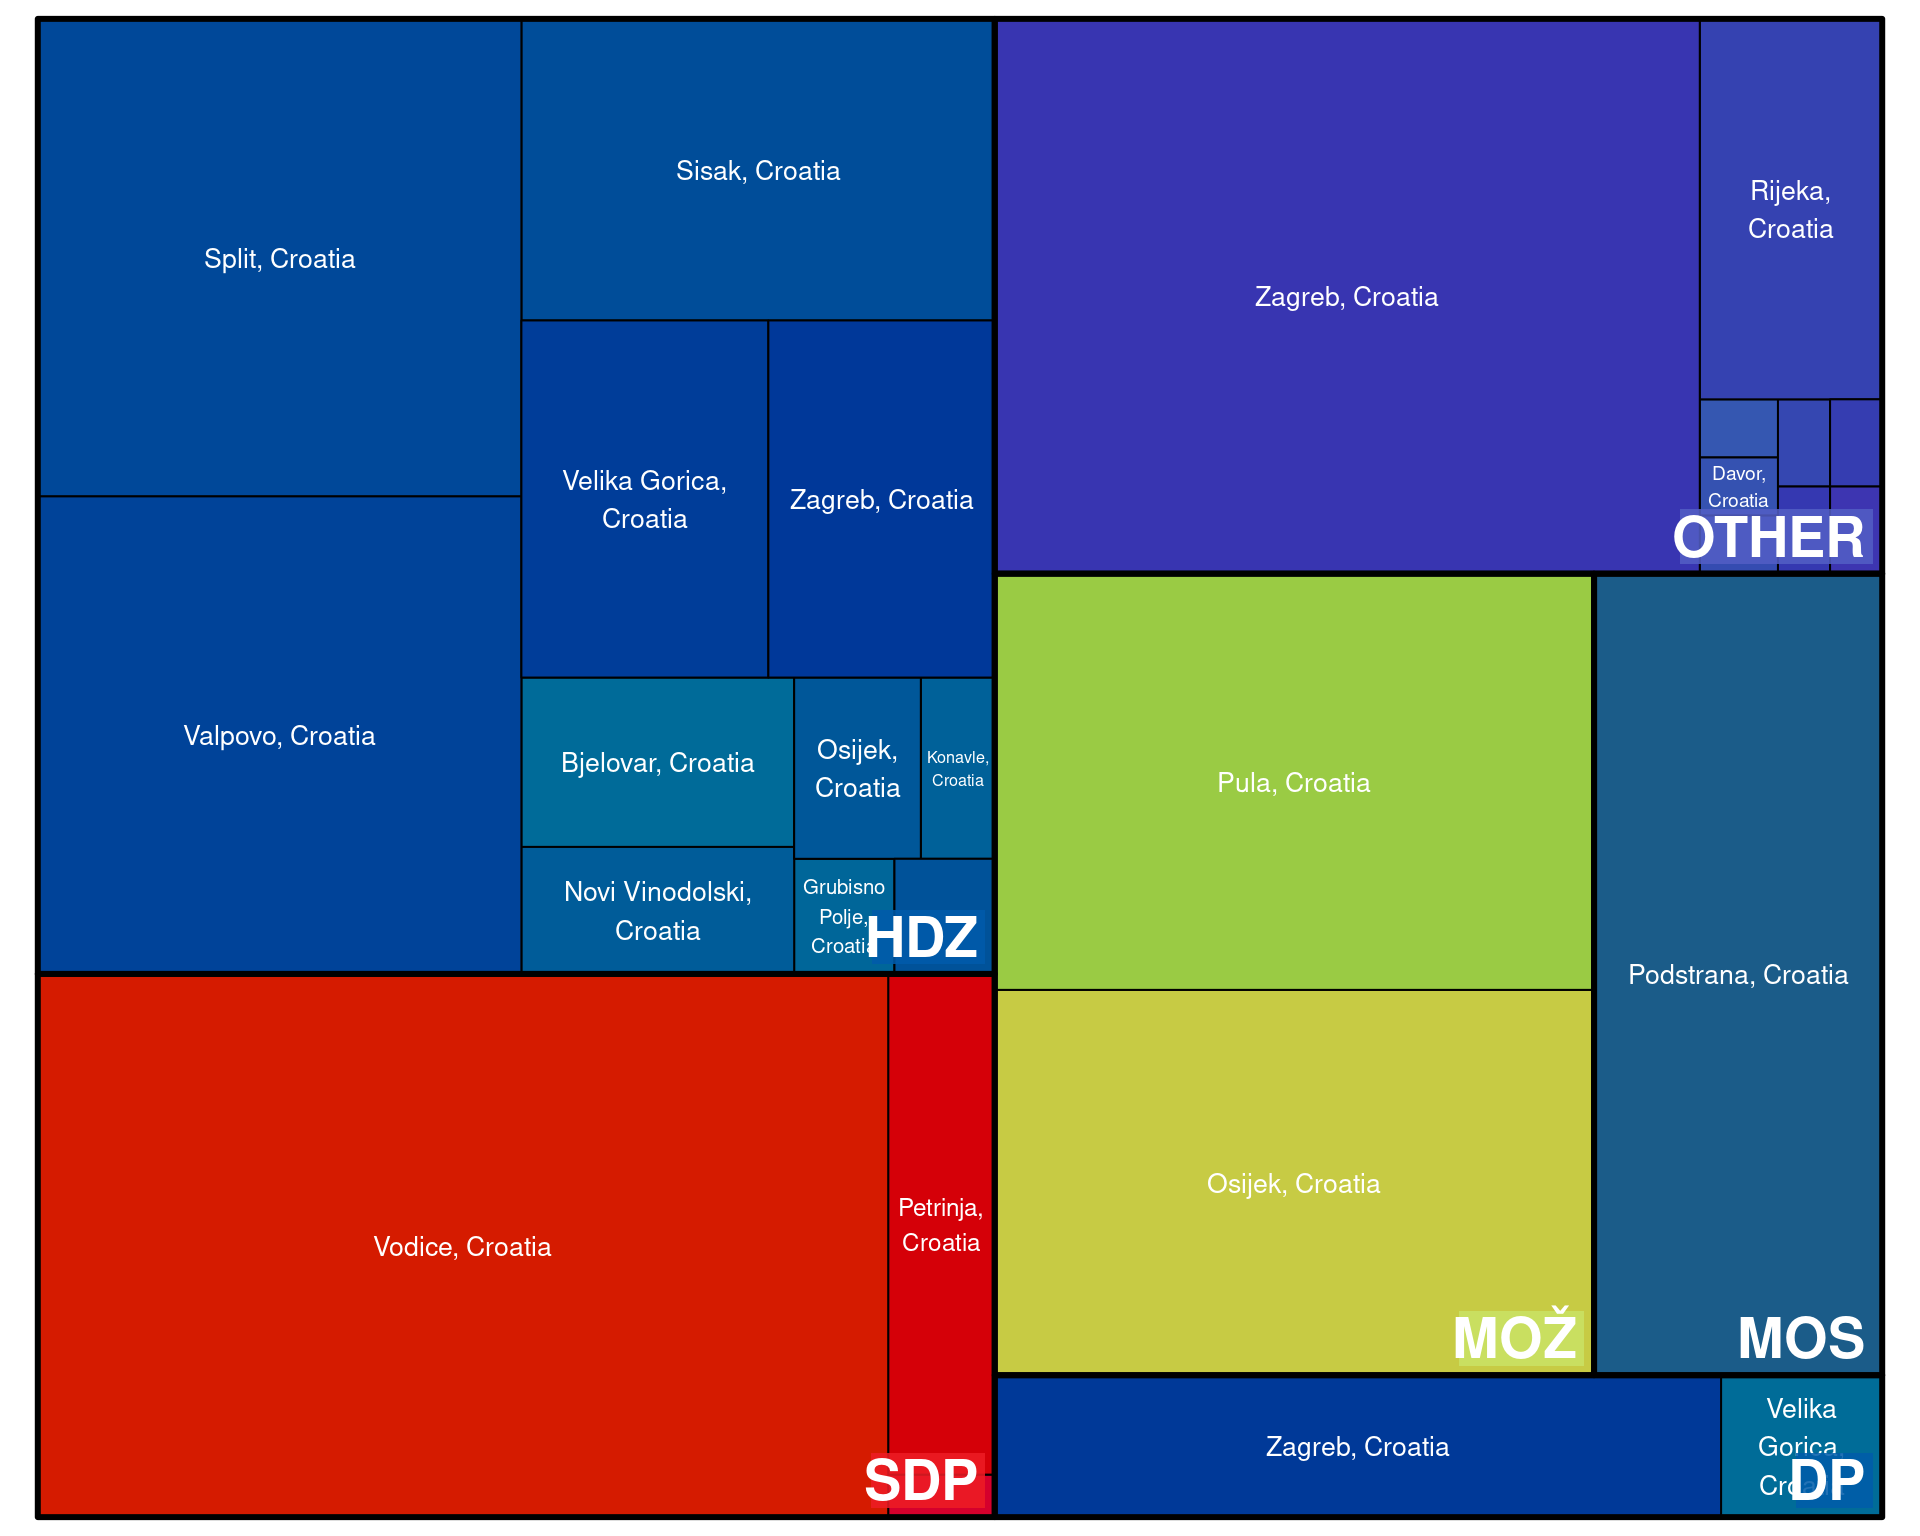 Split, Croatia
Sisak, Croatia
Velika Gorica,
Croatia
Zagreb, Croatia
Valpovo, Croatia
Bjelovar, Croatia
Osijek,
Croatia
Konavle,
Croatia
Novi Vinodolski,
Croatia
Grubisno
Polje,
Croatia
HDZ
Vodice, Croatia
Petrinja,
Croatia
SDP
Zagreb, Croatia
Rijeka,
Croatia
Davor,
Croatia
OTHER
Pula, Croatia
Osijek, Croatia
MOŽ
Podstrana, Croatia
MOS
Zagreb, Croatia
Velika
Gorica,
Croatia
DP